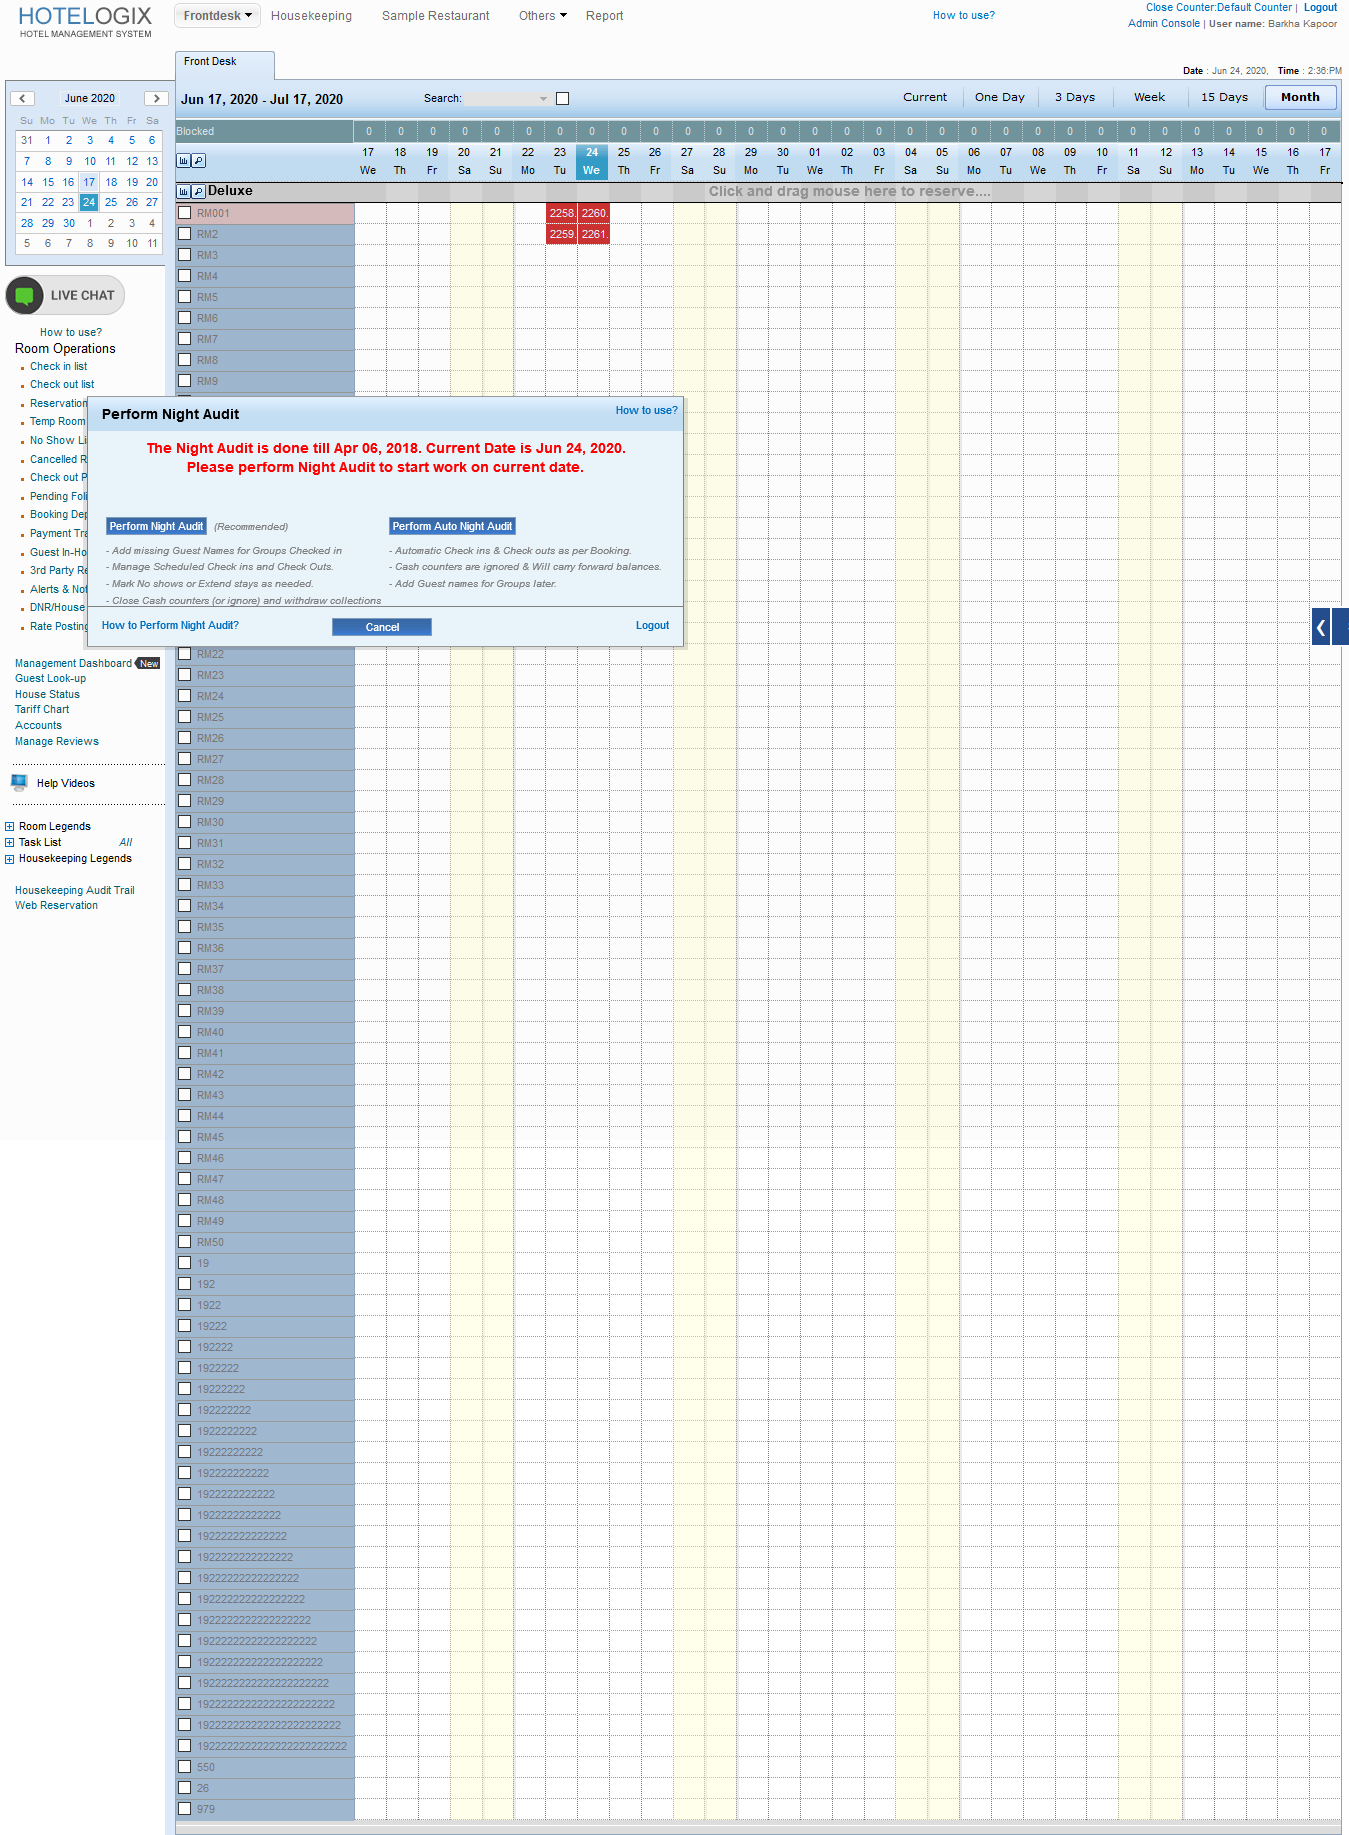 HOTELOGIX
HOTEL MANAGEMENT SYSTEM
Frontdesk Housekeeping Sample Restaurant Others Report
How to use?
Close Counter:Default Counter | Logout
Admin Console | User name: Barkha Kapoor
Front Desk
Date : Jun 24, 2020, Time : 2:36:PM
Jun 17, 2020 - Jul 17, 2020 Search: Current One Day 3 Days Week 15 Days Month
June 2020
Su Mo Tu We Th Fr Sa
31 1 2 3 4 5 6
7 8 9 10 11 12 13
14 15 16 17 18 19 20
21 22 23 24 25 26 27
28 29 30 1 2 3 4
5 6 7 8 9 10 11
LIVE CHAT
How to use?
Room Operations
Check in list
Check out list
Reservation
Temp Room
No Show Li
Cancelled R
Check out P
Pending Foli
Booking Dep
Payment Tra
Guest In-Ho
3rd Party Re
Alerts & Not
DNR/House
Rate Posting
Management Dashboard New
Guest Look-up
House Status
Tariff Chart
Accounts
Manage Reviews
Help Videos
Room Legends
Task List All
Housekeeping Legends
Housekeeping Audit Trail
Web Reservation
Blocked 0 0 0 0 0 0 0 0 0 0 0 0 0 0 0 0 0 0 0 0 0 0 0 0 0 0 0 0 0 0 0
17 18 19 20 21 22 23 24 25 26 27 28 29 30 01 02 03 04 05 06 07 08 09 10 11 12 13 14 15 16 17
We Th Fr Sa Su Mo Tu We Th Fr Sa Su Mo Tu We Th Fr Sa Su Mo Tu We Th Fr Sa Su Mo Tu We Th Fr
Deluxe Click and drag mouse here to reserve....
RM001 2258. 2260.
RM2 2259. 2261.
RM3
RM4
RM5
RM6
RM7
RM8
RM9
Perform Night Audit How to use?
The Night Audit is done till Apr 06, 2018. Current Date is Jun 24, 2020.
Please perform Night Audit to start work on current date.
Perform Night Audit (Recommended) Perform Auto Night Audit
- Add missing Guest Names for Groups Checked in - Automatic Check ins & Check outs as per Booking.
- Manage Scheduled Check ins and Check Outs. - Cash counters are ignored & Will carry forward balances.
- Mark No shows or Extend stays as needed. - Add Guest names for Groups later.
- Close Cash counters (or ignore) and withdraw collections
How to Perform Night Audit? Cancel Logout
RM22
RM23
RM24
RM25
RM26
RM27
RM28
RM29
RM30
RM31
RM32
RM33
RM34
RM35
RM36
RM37
RM38
RM39
RM40
RM41
RM42
RM43
RM44
RM45
RM46
RM47
RM48
RM49
RM50
19
192
1922
19222
192222
1922222
19222222
192222222
1922222222
19222222222
192222222222
1922222222222
19222222222222
192222222222222
1922222222222222
19222222222222222
192222222222222222
1922222222222222222
19222222222222222222
192222222222222222222
1922222222222222222222
19222222222222222222222
192222222222222222222222
1922222222222222222222222
550
26
979